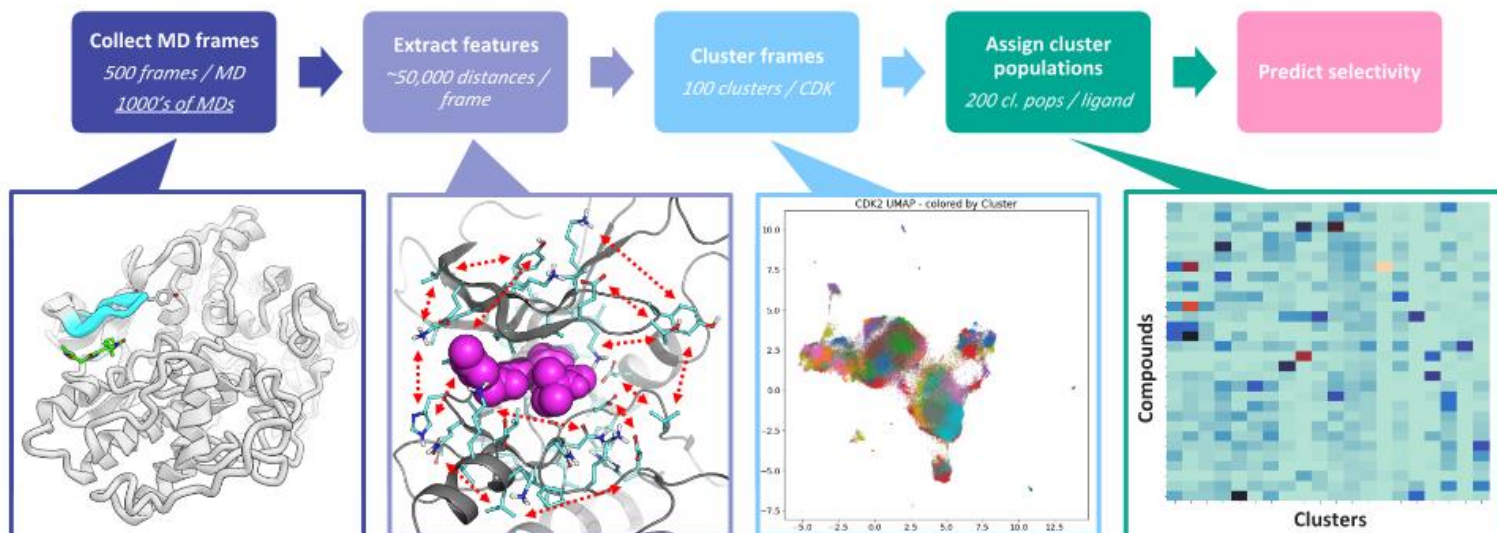 Collect MD frames
500 frames / MD
1000's of MDs
Extract features
~50,000 distances /
frame
Cluster frames
100 clusters / CDK
Assign cluster
populations
200 cl. pops / ligand
Predict selectivity
CDK2 UMAP - colored by Cluster
10.0
7.5
5.0
2.5
0.0
-2.5
-5.0
-7.5
-5.0
-2.5
0.0
2.5
5.0
7.5
10.0
12.5
Compounds
Clusters